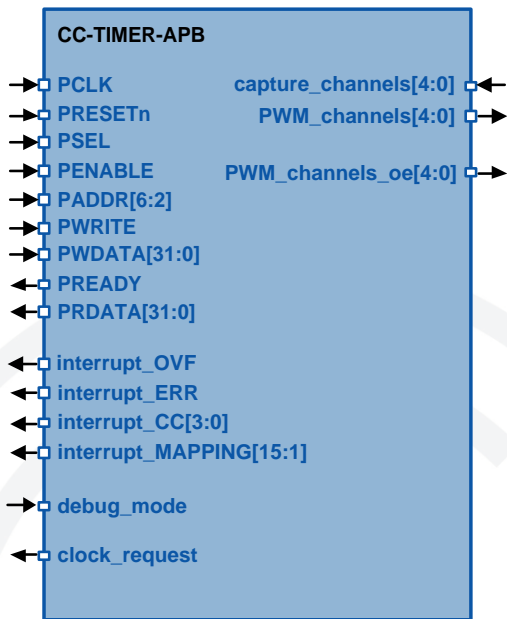 CC-TIMER-APB
PCLK
capture_channels[4:0]
PRESETn
PWM_channels[4:0]
PSEL
PENABLE
PWM_channels_oe[4:0]
PADDR[6:2]
PWRITE
PWDATA[31:0]
PREADY
PRDATA[31:0]
interrupt_OVF
interrupt_ERR
interrupt_CC[3:0]
interrupt_MAPPING[15:1]
debug_mode
clock_request